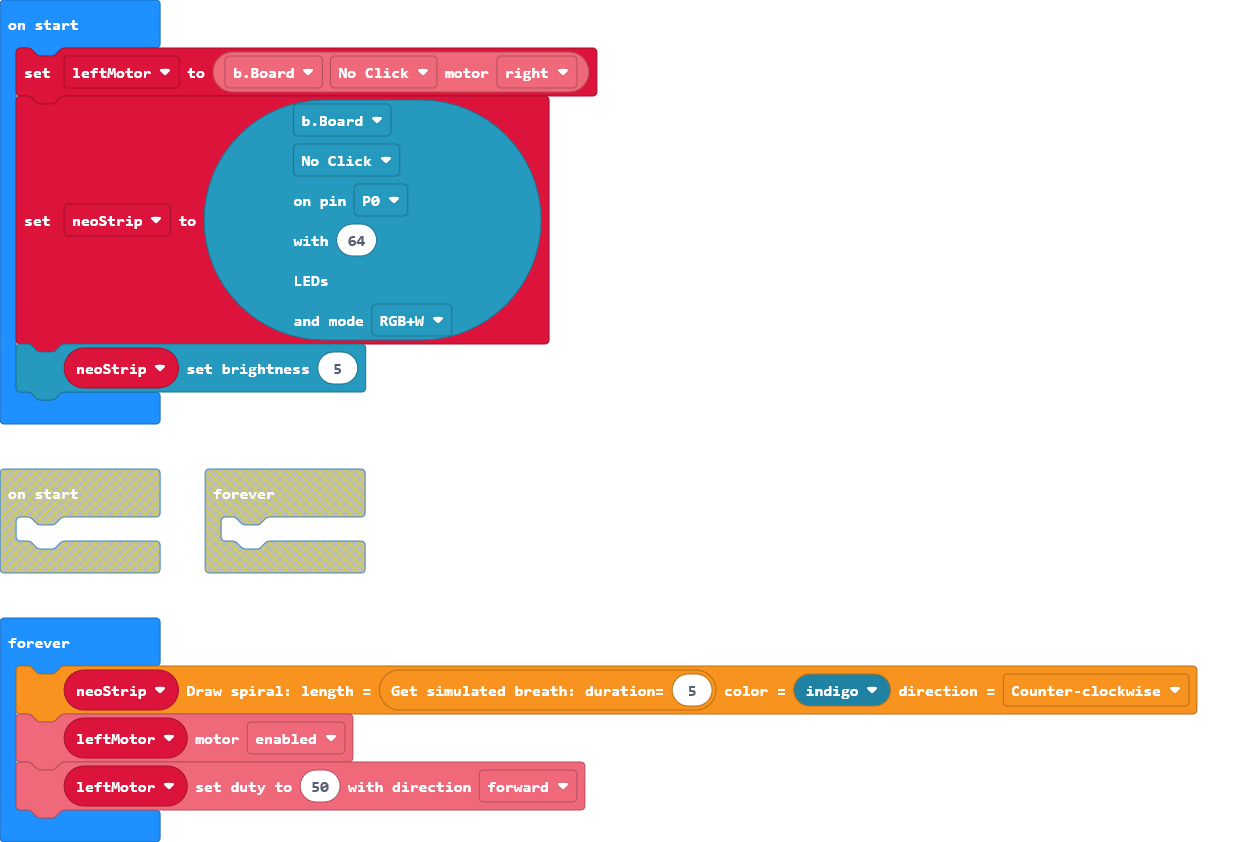 on start
set leftMotor to b.Board No Click motor right
b.Board
No Click
on pin P0
set neoStrip to
with 64
LEDs
and mode RGB+W
neoStrip set brightness 5
on start forever
forever
neoStrip Draw spiral: length = Get simulated breath: duration= 5 color = indigo direction = Counter-clockwise
leftMotor motor enabled
leftMotor set duty to 50 with direction forward